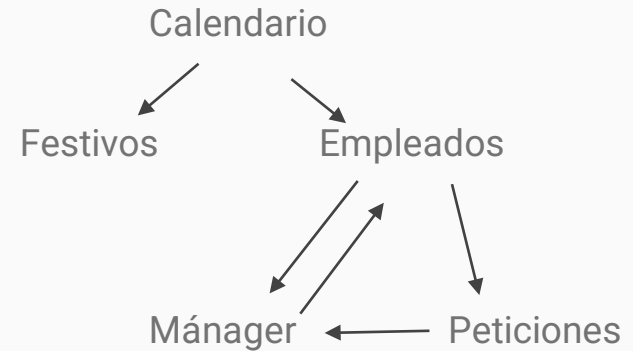 Calendario
Festivos
Empleados
Mánager
Peticiones